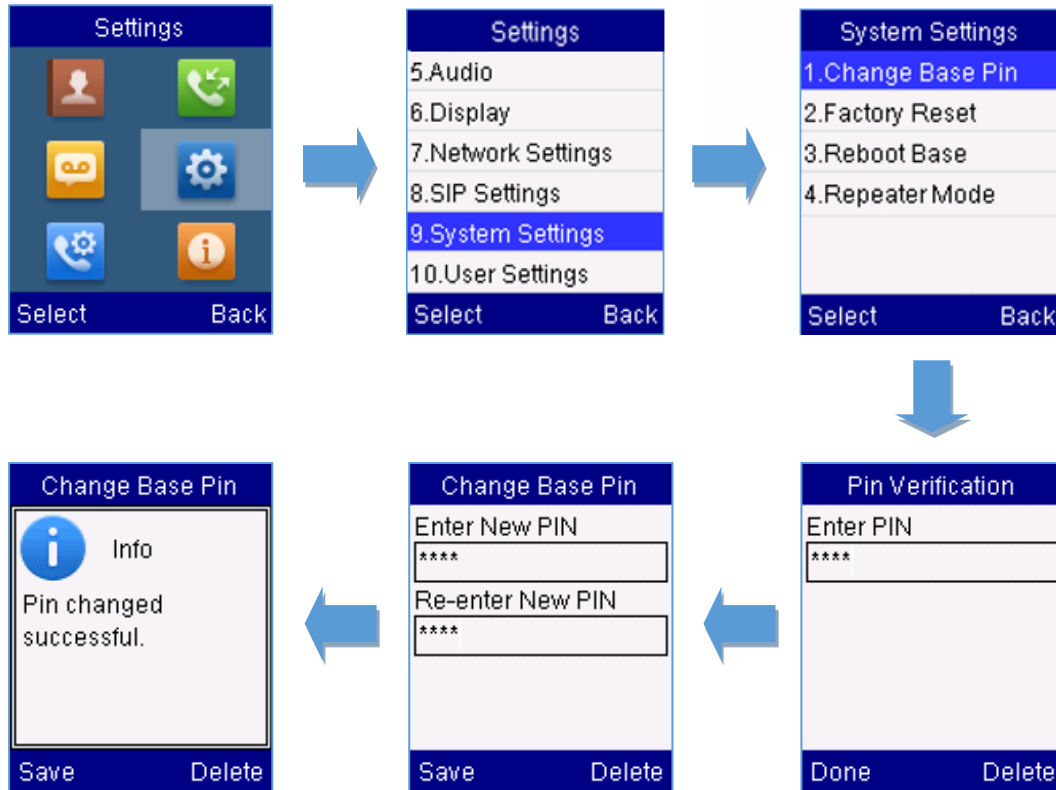 Settings
Select Back
Settings
5.Audio
6.Display
7.Network Settings
8.SIP Settings
9.System Settings
10.User Settings
Select Back
System Settings
1.Change Base Pin
2.Factory Reset
3.Reboot Base
4.Repeater Mode
Select Back
Pin Verification
Enter PIN
****
Done Delete
Change Base Pin
Enter New PIN
****
Re-enter New PIN
****
Save Delete
Change Base Pin
Info
Pin changed
successful.
Save Delete